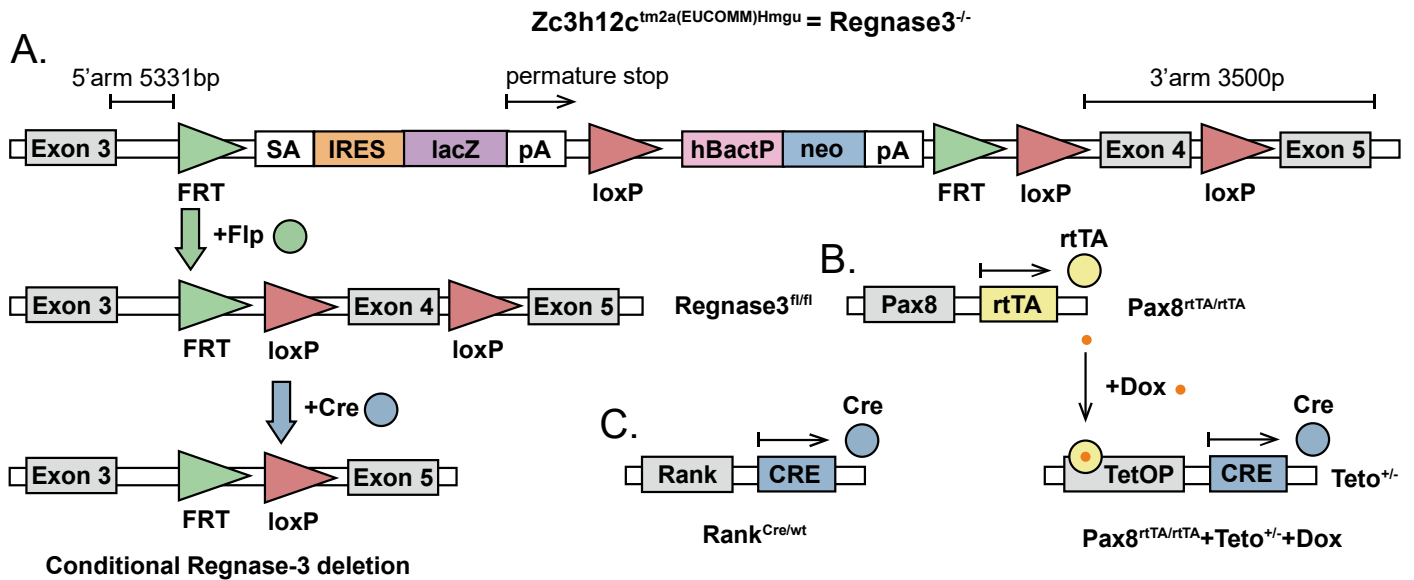 Zc3h12c^tm2a(EUCOMM)Hmgu = Regnase3^-/-
A.
5'arm 5331bp
permature stop
3'arm 3500p
Exon 3
SA
IRES
lacZ
pA
hBactP
neo
pA
Exon 4
Exon 5
FRT
loxP
FRT
loxP
loxP
+Flp
Exon 3
Exon 4
Exon 5
Regnase3^fl/fl
FRT
loxP
loxP
+Cre
Exon 3
Exon 5
FRT
loxP
Conditional Regnase-3 deletion
B.
rtTA
Pax8
rtTA
Pax8^rtTA/rtTA
+Dox
C.
Cre
Rank
CRE
Rank^Cre/wt
Cre
TetOP
CRE
Teto^+/-
Pax8^rtTA/rtTA+Teto^+/-+Dox